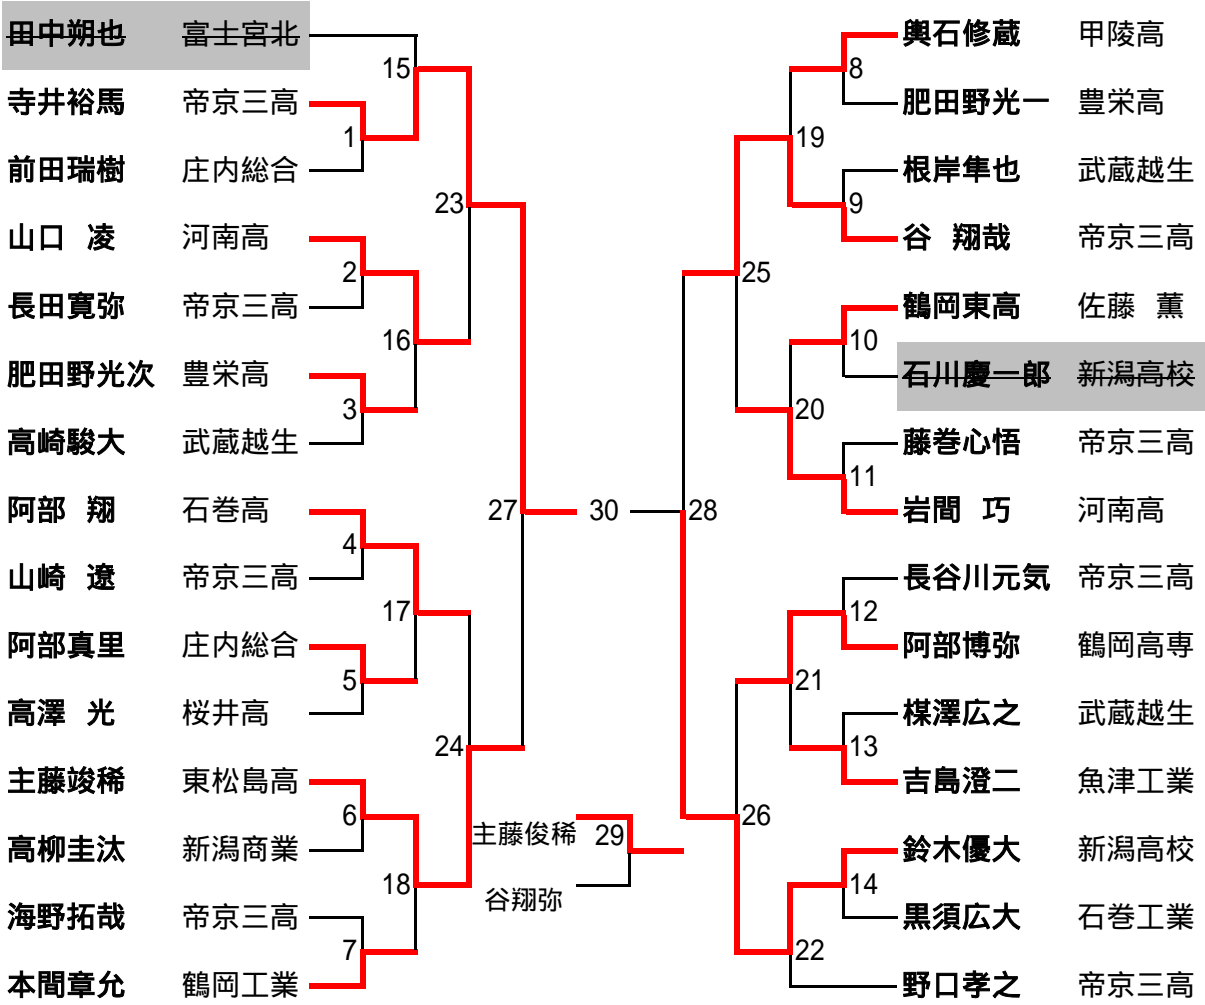 田中朔也 富士宮北
寺井裕馬 帝京三高
前田瑞樹 庄内総合
山口 凌 河南高
長田寛弥 帝京三高
肥田野光次 豊栄高
高崎駿大 武蔵越生
阿部 翔 石巻高
山崎 遼 帝京三高
阿部真里 庄内総合
高澤 光 桜井高
主藤竣稀 東松島高
高柳圭汰 新潟商業
海野拓哉 帝京三高
本間章允 鶴岡工業
15
1
23
2
16
3
27
4
17
5
24
6
18
7
30
主藤俊稀 29
谷翔弥
28
8
19
9
25
10
20
11
12
21
13
26
14
22
輿石修蔵 甲陵高
肥田野光一 豊栄高
根岸隼也 武蔵越生
谷 翔哉 帝京三高
鶴岡東高 佐藤 薫
石川慶一郎 新潟高校
藤巻心悟 帝京三高
岩間 巧 河南高
長谷川元気 帝京三高
阿部博弥 鶴岡高専
楳澤広之 武蔵越生
吉島澄二 魚津工業
鈴木優大 新潟高校
黒須広大 石巻工業
野口孝之 帝京三高